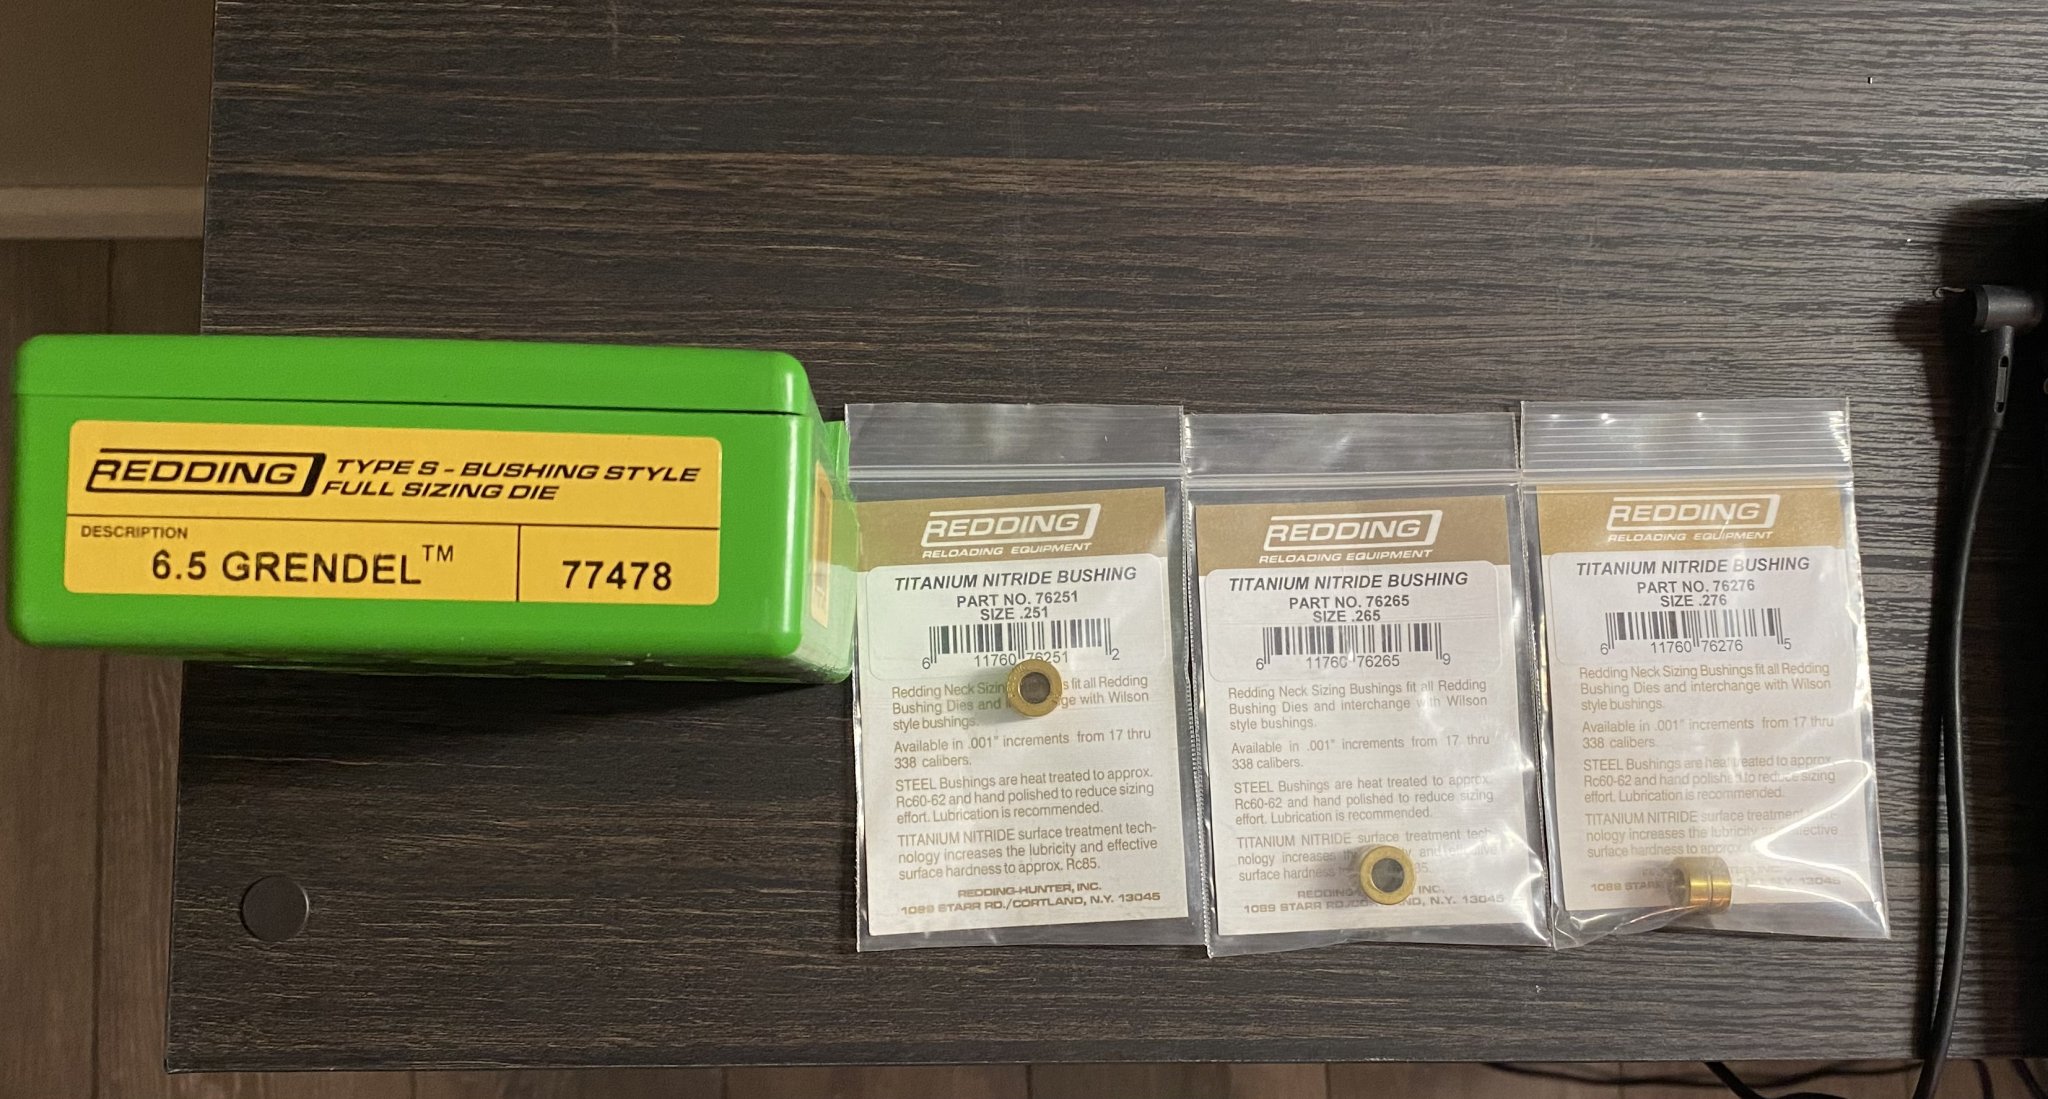 REDDING TYPE S - BUSHING STYLE
FULL SIZING DIE
DESCRIPTION
6.5 GRENDEL™
77478
REDDING
RELOADING EQUIPMENT
TITANIUM NITRIDE BUSHING
PART NO. 76251
SIZE .251
6 11760 76251 2
Redding Neck Sizing fit all Redding
Bushing Dies and with Wilson
style bushings.
Available in .001" increments from 17 thru
338 calibers.
STEEL Bushings are heat treated to approx.
Rc60-62 and hand polished to reduce sizing
effort. Lubrication is recommended.
TITANIUM NITRIDE surface treatment tech-
nology increases the lubricity and effective
surface hardness to approx. Rc85.
REDDING-HUNTER, INC.
1089 STARR RD./CORTLAND, N.Y. 13045
REDDING
RELOADING EQUIPMENT
TITANIUM NITRIDE BUSHING
PART NO. 76265
SIZE .265
6 11760 76265 9
Redding Neck Sizing Bushings fit all Redding
Bushing Dies and interchange with Wilson
style bushings.
Available in .001" increments from 17 thru
338 calibers.
STEEL Bushings are heat treated to approx.
Rc60-62 and hand polished to reduce sizing
effort. Lubrication is recommended.
TITANIUM NITRIDE surface treatment tech-
nology increases and effective
surface hardness
INC.
1089 STARR N.Y. 13045
REDDING
RELOADING EQUIPMENT
TITANIUM NITRIDE BUSHING
PART NO. 76276
SIZE .276
6 11760 76276 5
Redding Neck Sizing Bushings fit all Redding
Bushing Dies and interchange with Wilson
style bushings.
Available in .001" increments from 17 thru
338 calibers.
STEEL Bushings are heat treated to approx.
Rc60-62 and hand polished to reduce sizing
effort. Lubrication is recommended.
TITANIUM NITRIDE surface treatment
nology increases the lubricity and effective
surface hardness to approx.
1089 STARR 13045